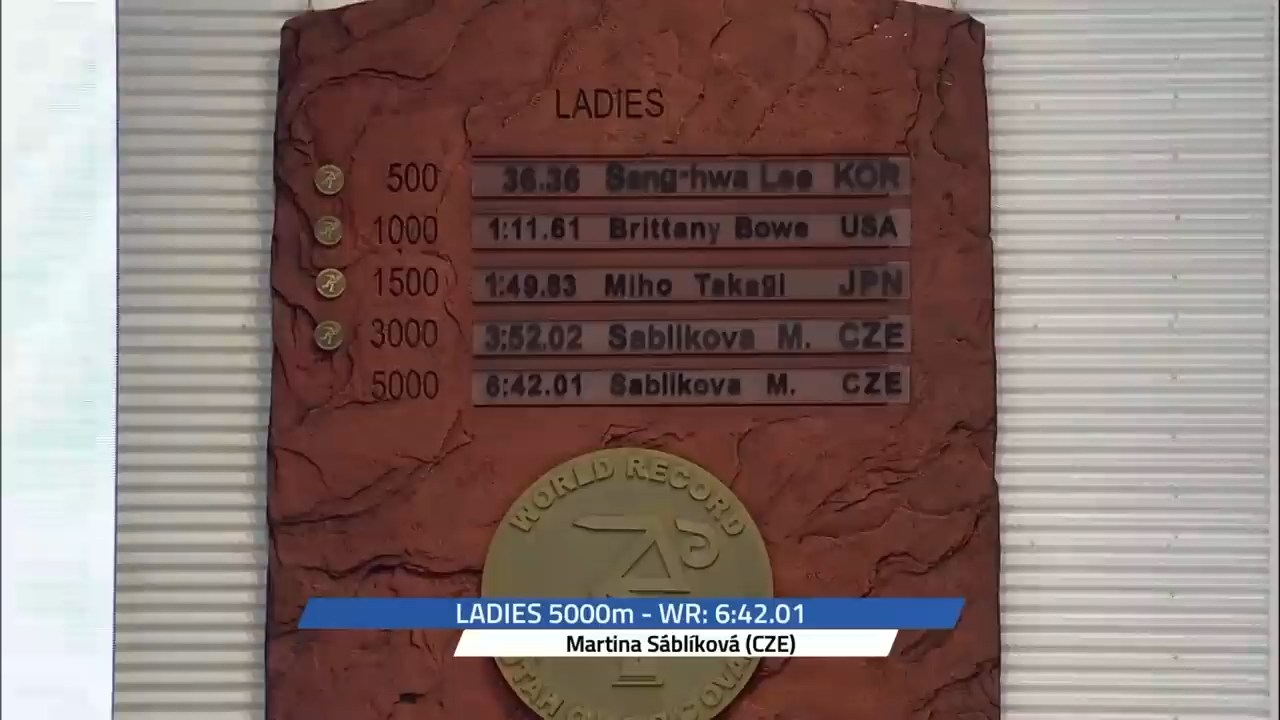 LADIES
500 36.36 Sang-hwa Lee KOR
1000 1:11.61 Brittany Bowe USA
1500 1:49.83 Miho Takagi JPN
3000 3:52.02 Sablikova M. CZE
5000 6:42.01 Sablikova M. CZE
WORLD RECORD
LADIES 5000m - WR: 6:42.01
Martina Sáblíková (CZE)
UTAH OVAL